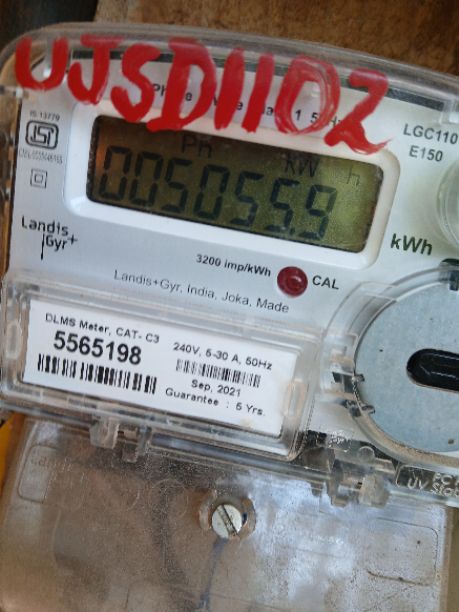 UJSD1102
IS 13779
LGC110
E150
Ph kW h
0050559
kWh
Landis
Gyr+
3200 imp/kWh
CAL
Landis+Gyr, India, Joka, Made
DLMS Meter, CAT- C3
5565198
240V, 5-30 A, 50Hz
Sep, 2021
Guarantee : 5 Yrs.